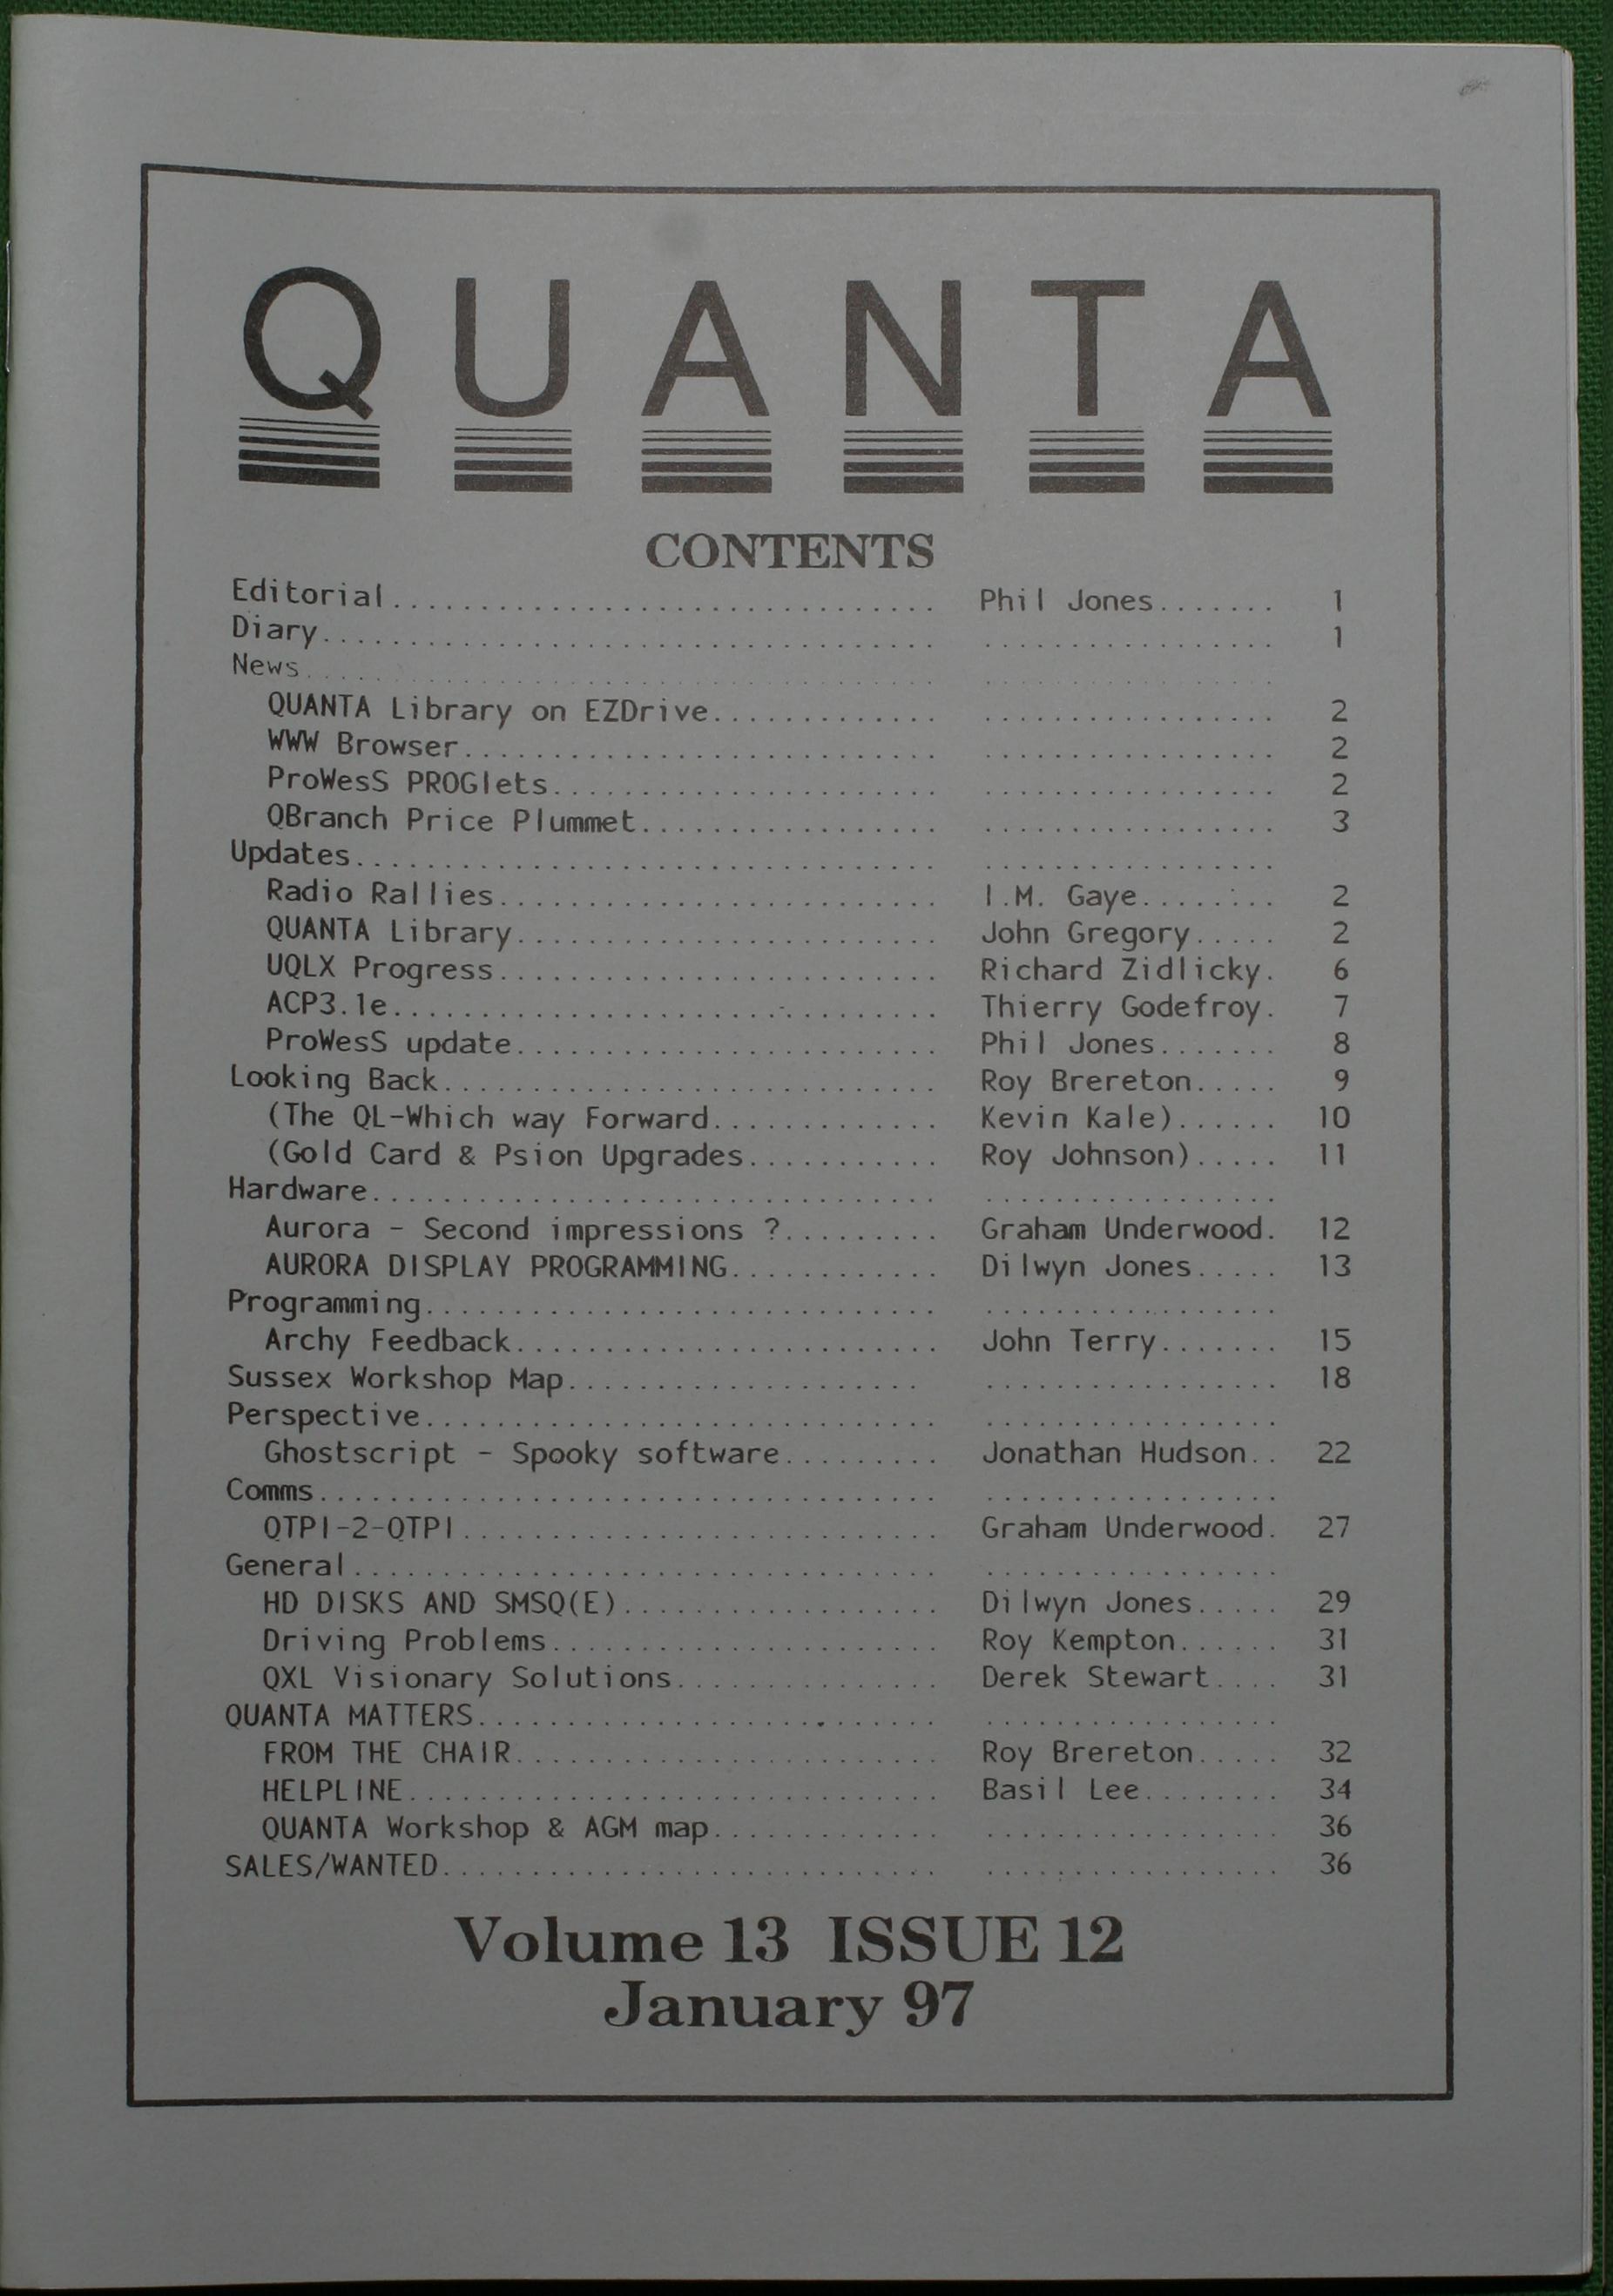 QUANTA
CONTENTS
Editorial............................... Phil Jones....... 1
Diary................................... ................. 1
News.................................... .................
QUANTA Library on EZDrive............. ................. 2
WWW Browser........................... ................. 2
ProWesS PROGlets...................... ................. 2
QBranch Price Plummet................. ................. 3
Updates................................. .................
Radio Rallies......................... I.M. Gaye........ 2
QUANTA Library........................ John Gregory..... 2
UQLX Progress......................... Richard Zidlicky. 6
ACP3.1e............................... Thierry Godefroy. 7
ProWesS update........................ Phil Jones....... 8
Looking Back............................ Roy Brereton..... 9
(The QL-Which way Forward............. Kevin Kale)...... 10
(Gold Card & Psion Upgrades........... Roy Johnson)..... 11
Hardware................................ .................
Aurora - Second impressions ?......... Graham Underwood. 12
AURORA DISPLAY PROGRAMMING............ Dilwyn Jones..... 13
Programming............................. .................
Archy Feedback........................ John Terry....... 15
Sussex Workshop Map.................... ................. 18
Perspective............................. .................
Ghostscript - Spooky software......... Jonathan Hudson.. 22
Comms................................... .................
QTPI-2-QTPI........................... Graham Underwood. 27
General................................. .................
HD DISKS AND SMSQ(E).................. Dilwyn Jones..... 29
Driving Problems...................... Roy Kempton...... 31
QXL Visionary Solutions............... Derek Stewart.... 31
QUANTA MATTERS.......................... .................
FROM THE CHAIR........................ Roy Brereton..... 32
HELPLINE.............................. Basil Lee........ 34
QUANTA Workshop & AGM map............. ................. 36
SALES/WANTED............................ ................. 36
Volume 13 ISSUE 12
January 97